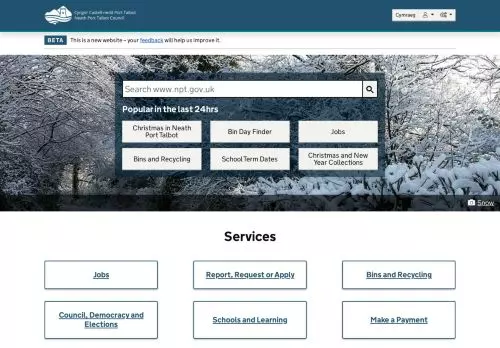 Cyngor Castell-nedd Port Talbot
Neath Port Talbot Council
Cymraeg
BETA
This is a new website – your feedback will help us improve it.
Search www.npt.gov.uk
Popular in the last 24hrs
Christmas in Neath
Port Talbot
Bin Day Finder
Jobs
Bins and Recycling
School Term Dates
Christmas and New
Year Collections
Snow
Services
Jobs
Report, Request or Apply
Bins and Recycling
Council, Democracy and
Elections
Schools and Learning
Make a Payment